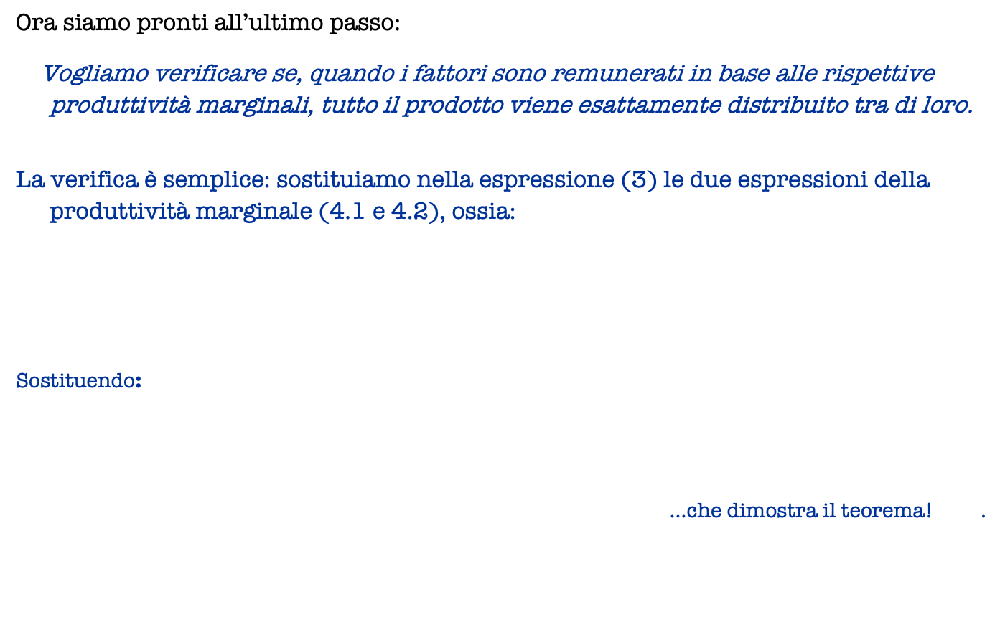 Ora siamo pronti all’ultimo passo:
Vogliamo verificare se, quando i fattori sono remunerati in base alle rispettive
produttività marginali, tutto il prodotto viene esattamente distribuito tra di loro.
La verifica è semplice: sostituiamo nella espressione (3) le due espressioni della
produttività marginale (4.1 e 4.2), ossia:
Sostituendo:
...che dimostra il teorema! .